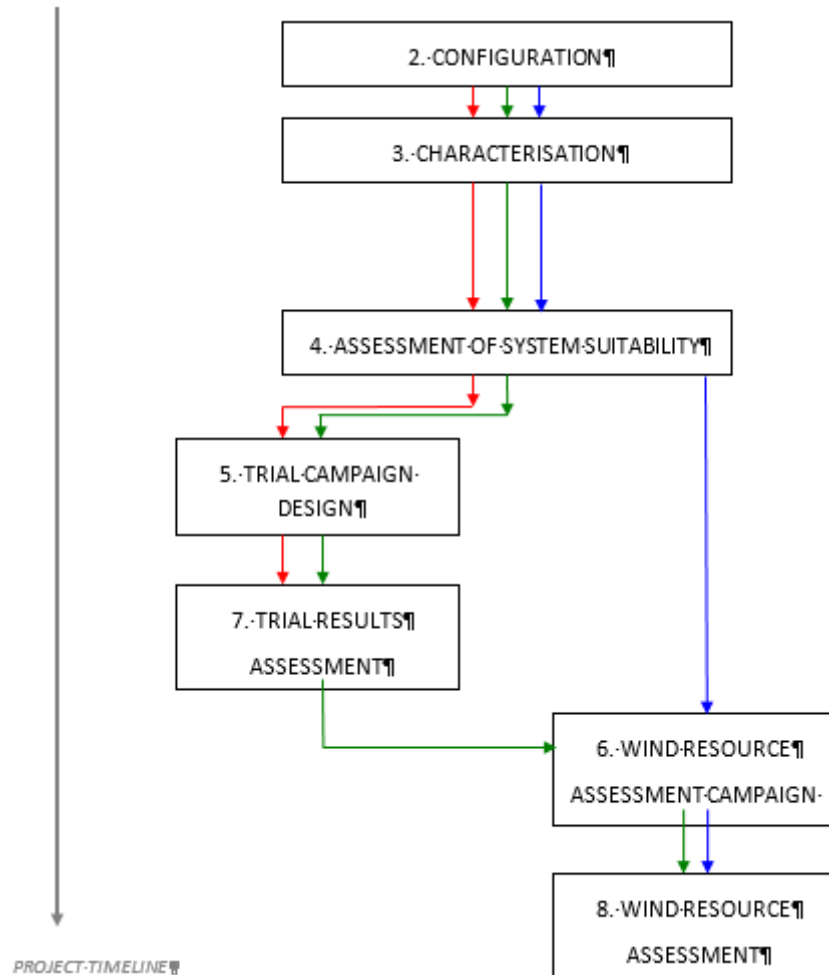 2.·CONFIGURATION¶
3.·CHARACTERISATION¶
4.·ASSESSMENT·OF·SYSTEM·SUITABILITY¶
5.·TRIAL·CAMPAIGN·
DESIGN¶
7.·TRIAL·RESULTS¶
ASSESSMENT¶
6.·WIND·RESOURCE¶
ASSESSMENT·CAMPAIGN·
8.·WIND·RESOURCE¶
ASSESSMENT¶
PROJECT·TIMELINE¶